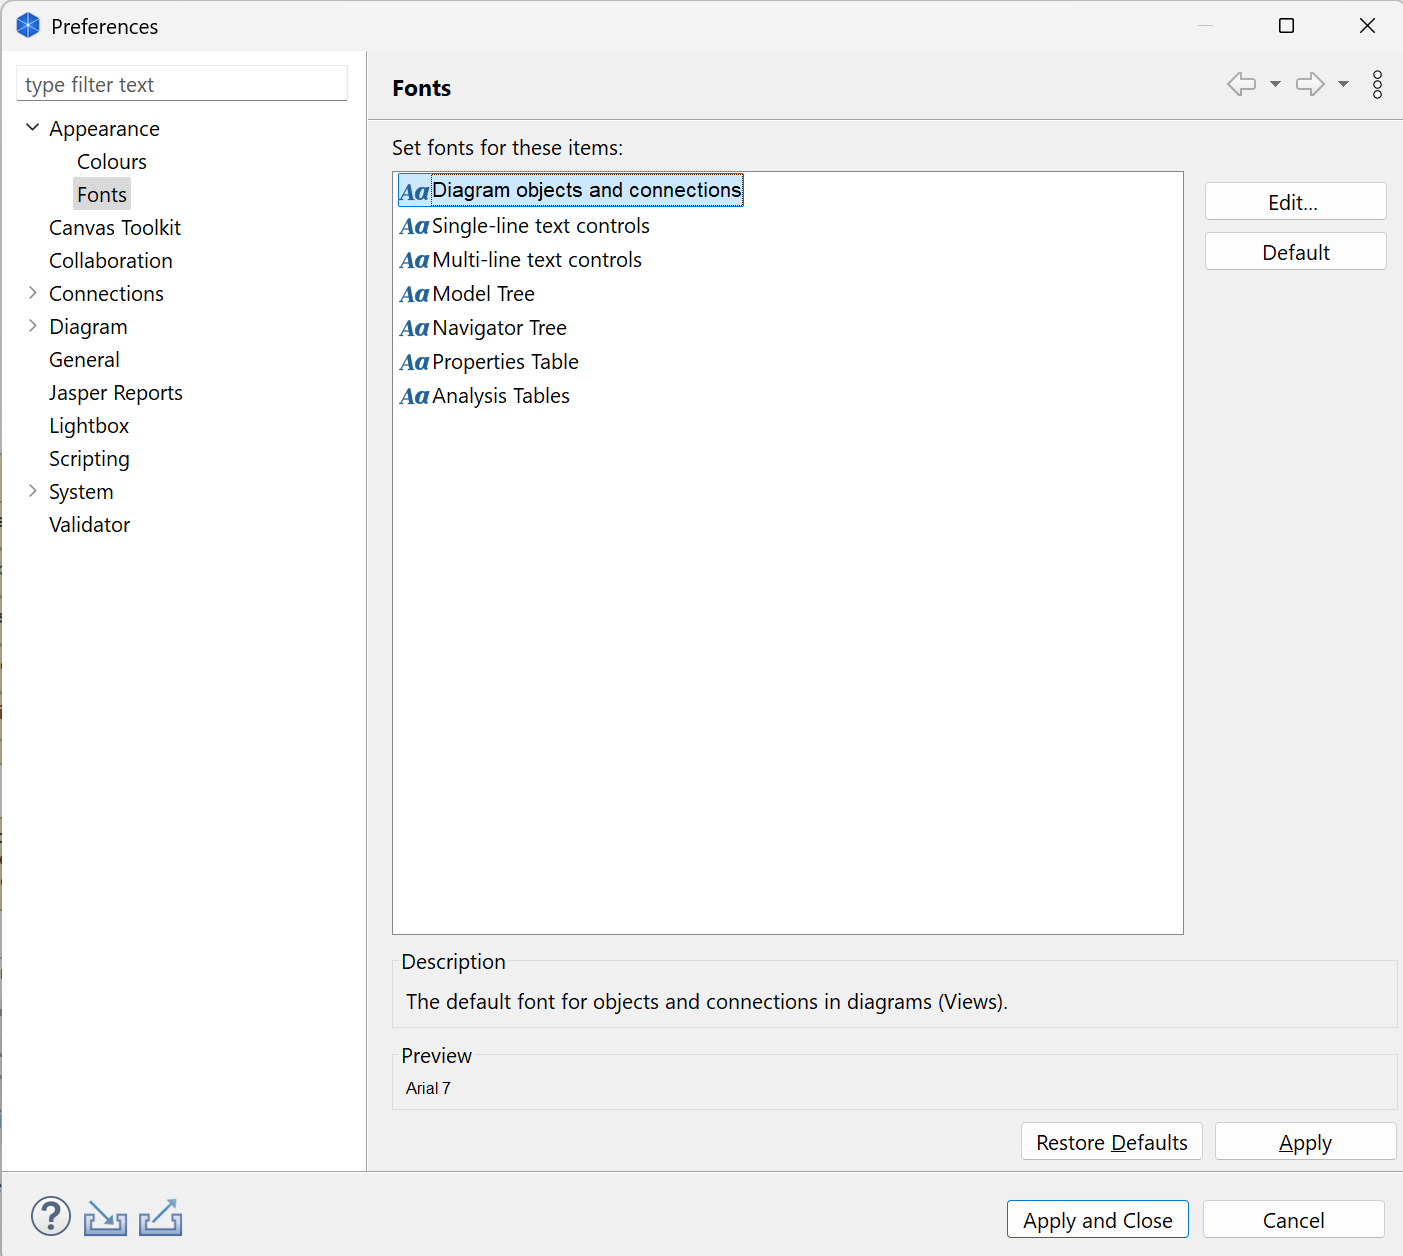 Preferences
type filter text
Appearance
Colours
Fonts
Canvas Toolkit
Collaboration
Connections
Diagram
General
Jasper Reports
Lightbox
Scripting
System
Validator
Fonts
Set fonts for these items:
Aa Diagram objects and connections
Aa Single-line text controls
Aa Multi-line text controls
Aa Model Tree
Aa Navigator Tree
Aa Properties Table
Aa Analysis Tables
Edit...
Default
Description
The default font for objects and connections in diagrams (Views).
Preview
Arial 7
Restore Defaults
Apply
?
Apply and Close
Cancel